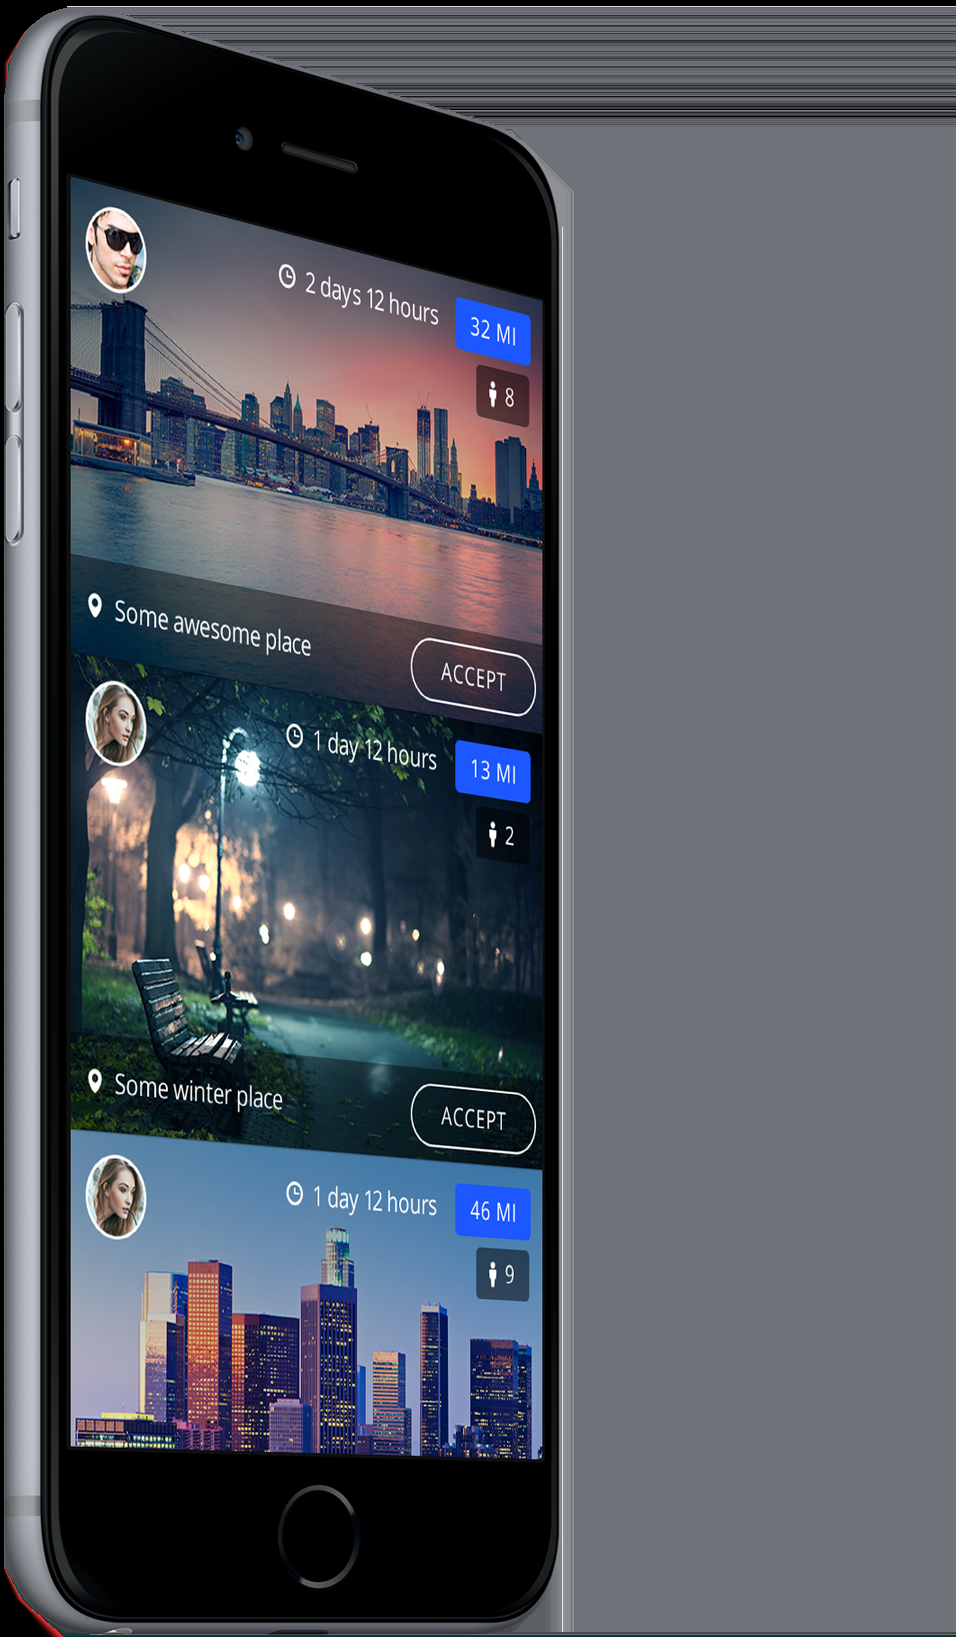 2 days 12 hours
32 MI
8
Some awesome place
ACCEPT
1 day 12 hours
13 MI
2
Some winter place
ACCEPT
1 day 12 hours
46 MI
9